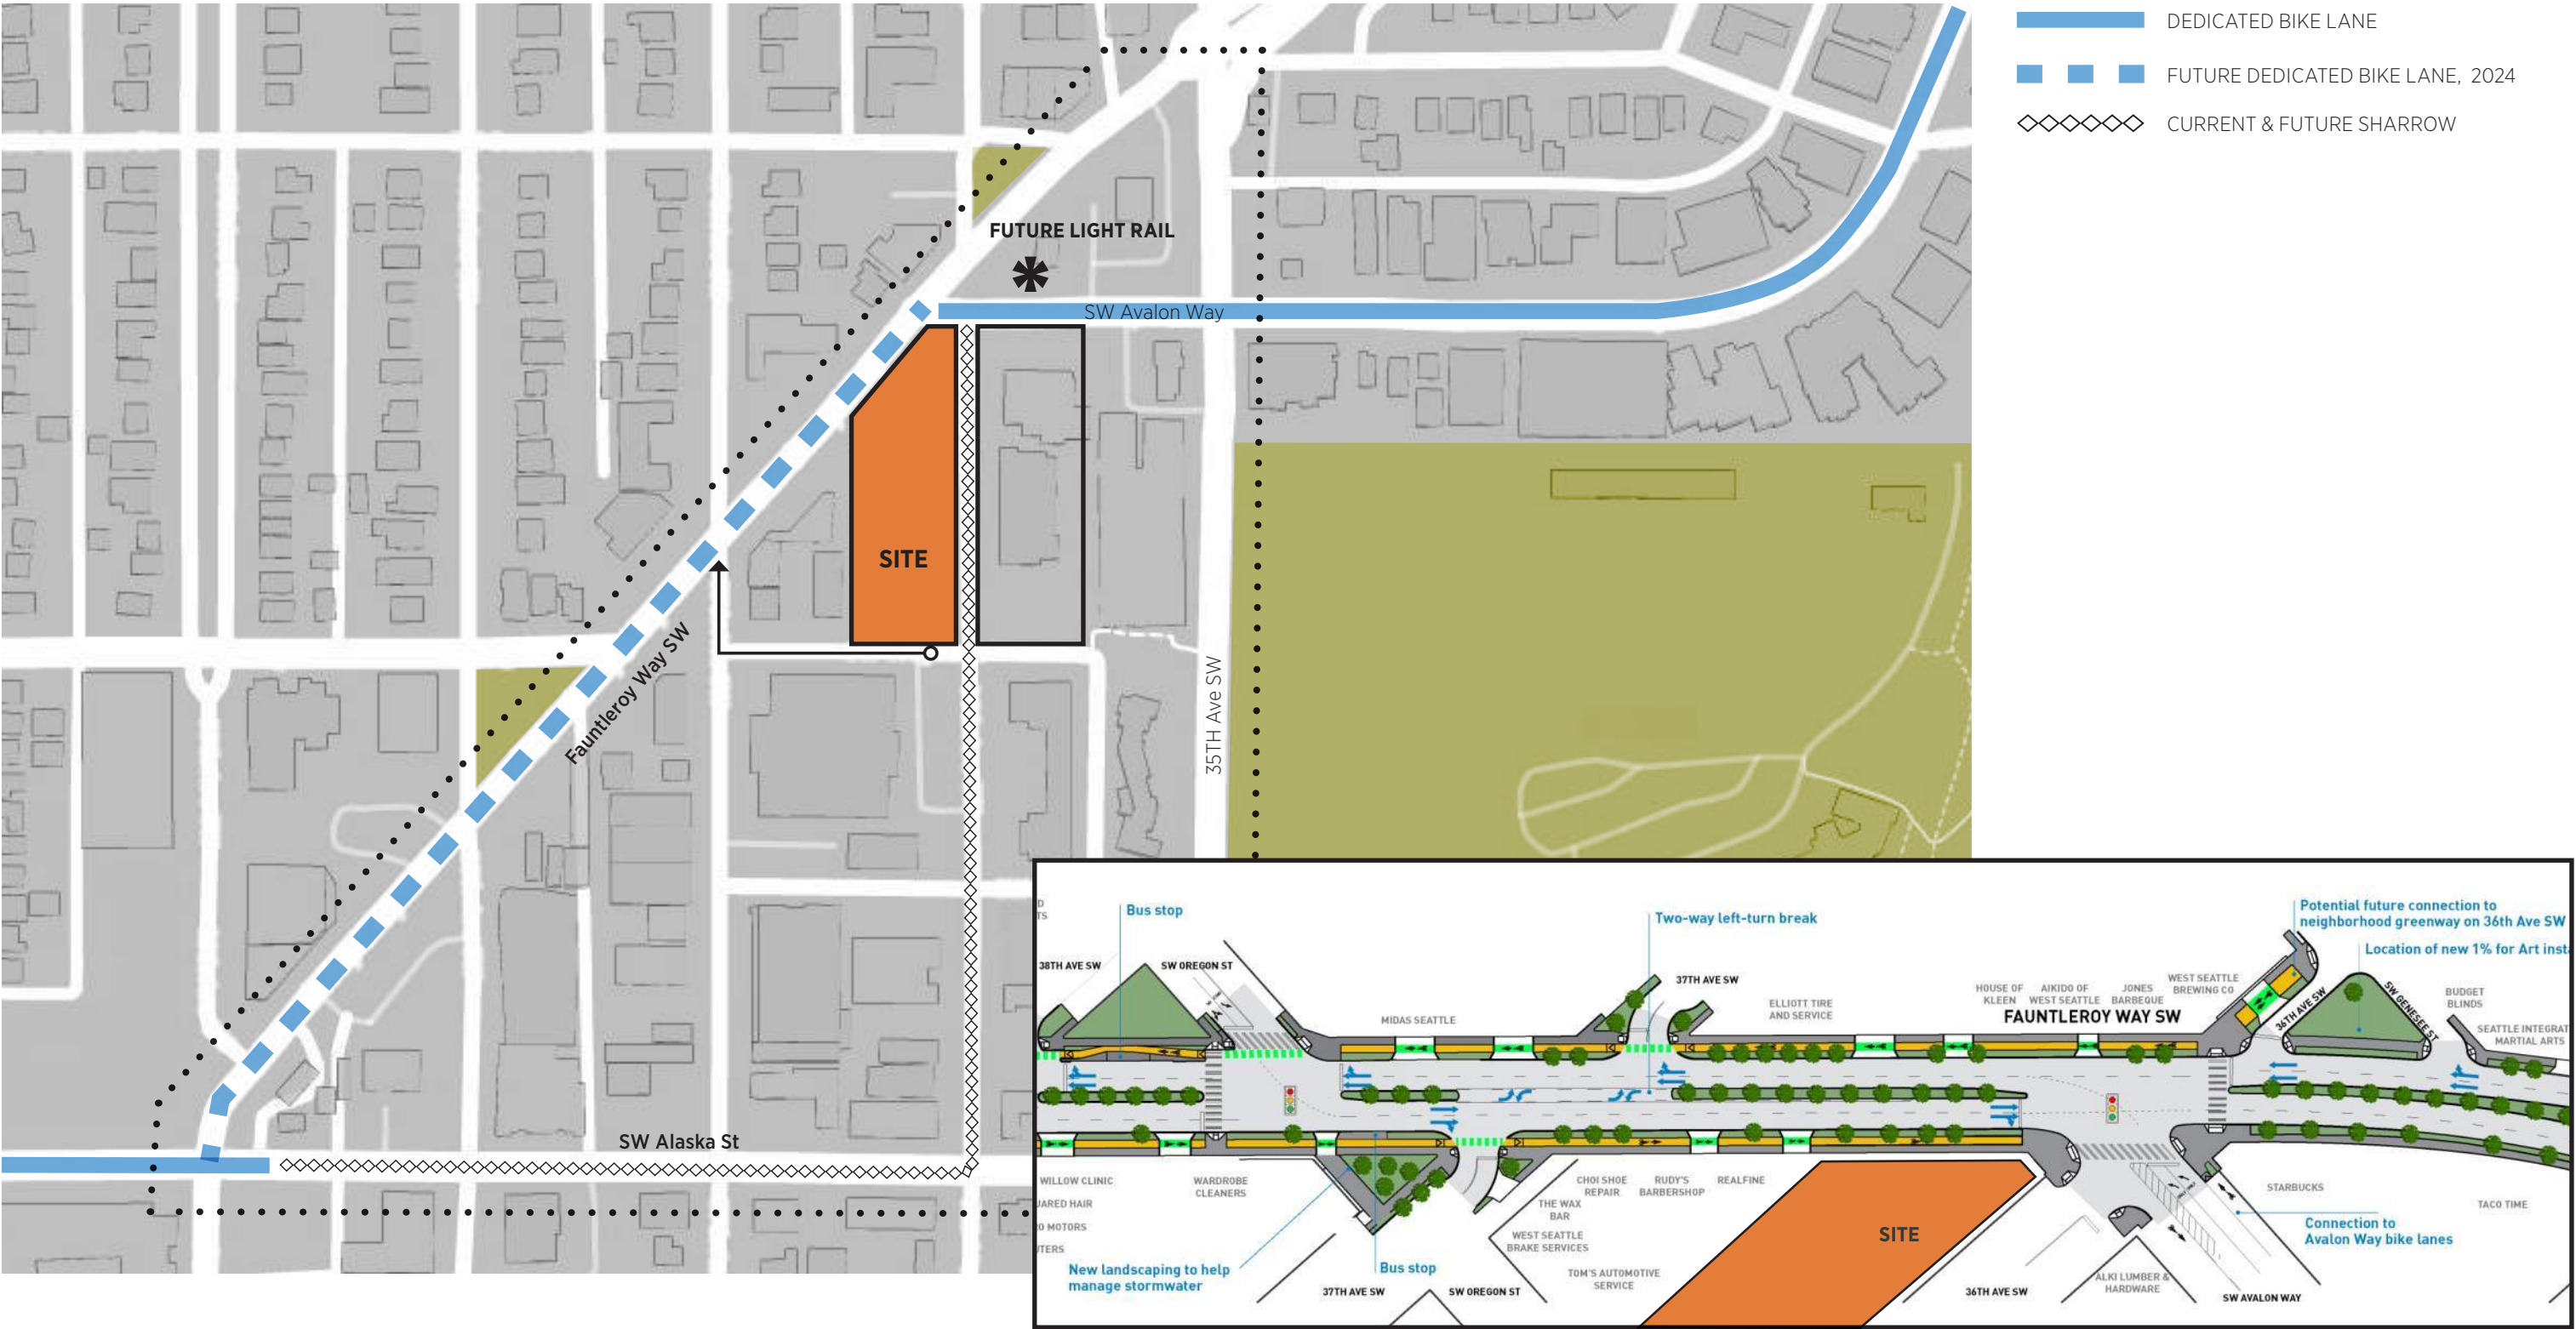 DEDICATED BIKE LANE
FUTURE DEDICATED BIKE LANE, 2024
CURRENT & FUTURE SHARROW
FUTURE LIGHT RAIL
SW Avalon Way
SITE
Fauntleroy Way SW
35TH Ave SW
SW Alaska St
Bus stop
Two-way left-turn break
Potential future connection to
neighborhood greenway on 36th Ave SW
Location of new 1% for Art insta
38TH AVE SW
SW OREGON ST
37TH AVE SW
MIDAS SEATTLE
ELLIOTT TIRE
AND SERVICE
HOUSE OF
KLEEN
AIKIDO OF
WEST SEATTLE
JONES
BARBEQUE
WEST SEATTLE
BREWING CO
FAUNTLEROY WAY SW
36TH AVE SW
SW GENESEE ST
BUDGET
BLINDS
SEATTLE INTEGRAT
MARTIAL ARTS
WILLOW CLINIC
JARED HAIR
O MOTORS
UTERS
WARDROBE
CLEANERS
New landscaping to help
manage stormwater
Bus stop
37TH AVE SW
SW OREGON ST
THE WAX
BAR
WEST SEATTLE
BRAKE SERVICES
TOM'S AUTOMOTIVE
SERVICE
CHOI SHOE
REPAIR
RUDY'S
BARBERSHOP
REALFINE
SITE
36TH AVE SW
ALKI LUMBER &
HARDWARE
SW AVALON WAY
STARBUCKS
Connection to
Avalon Way bike lanes
TACO TIME